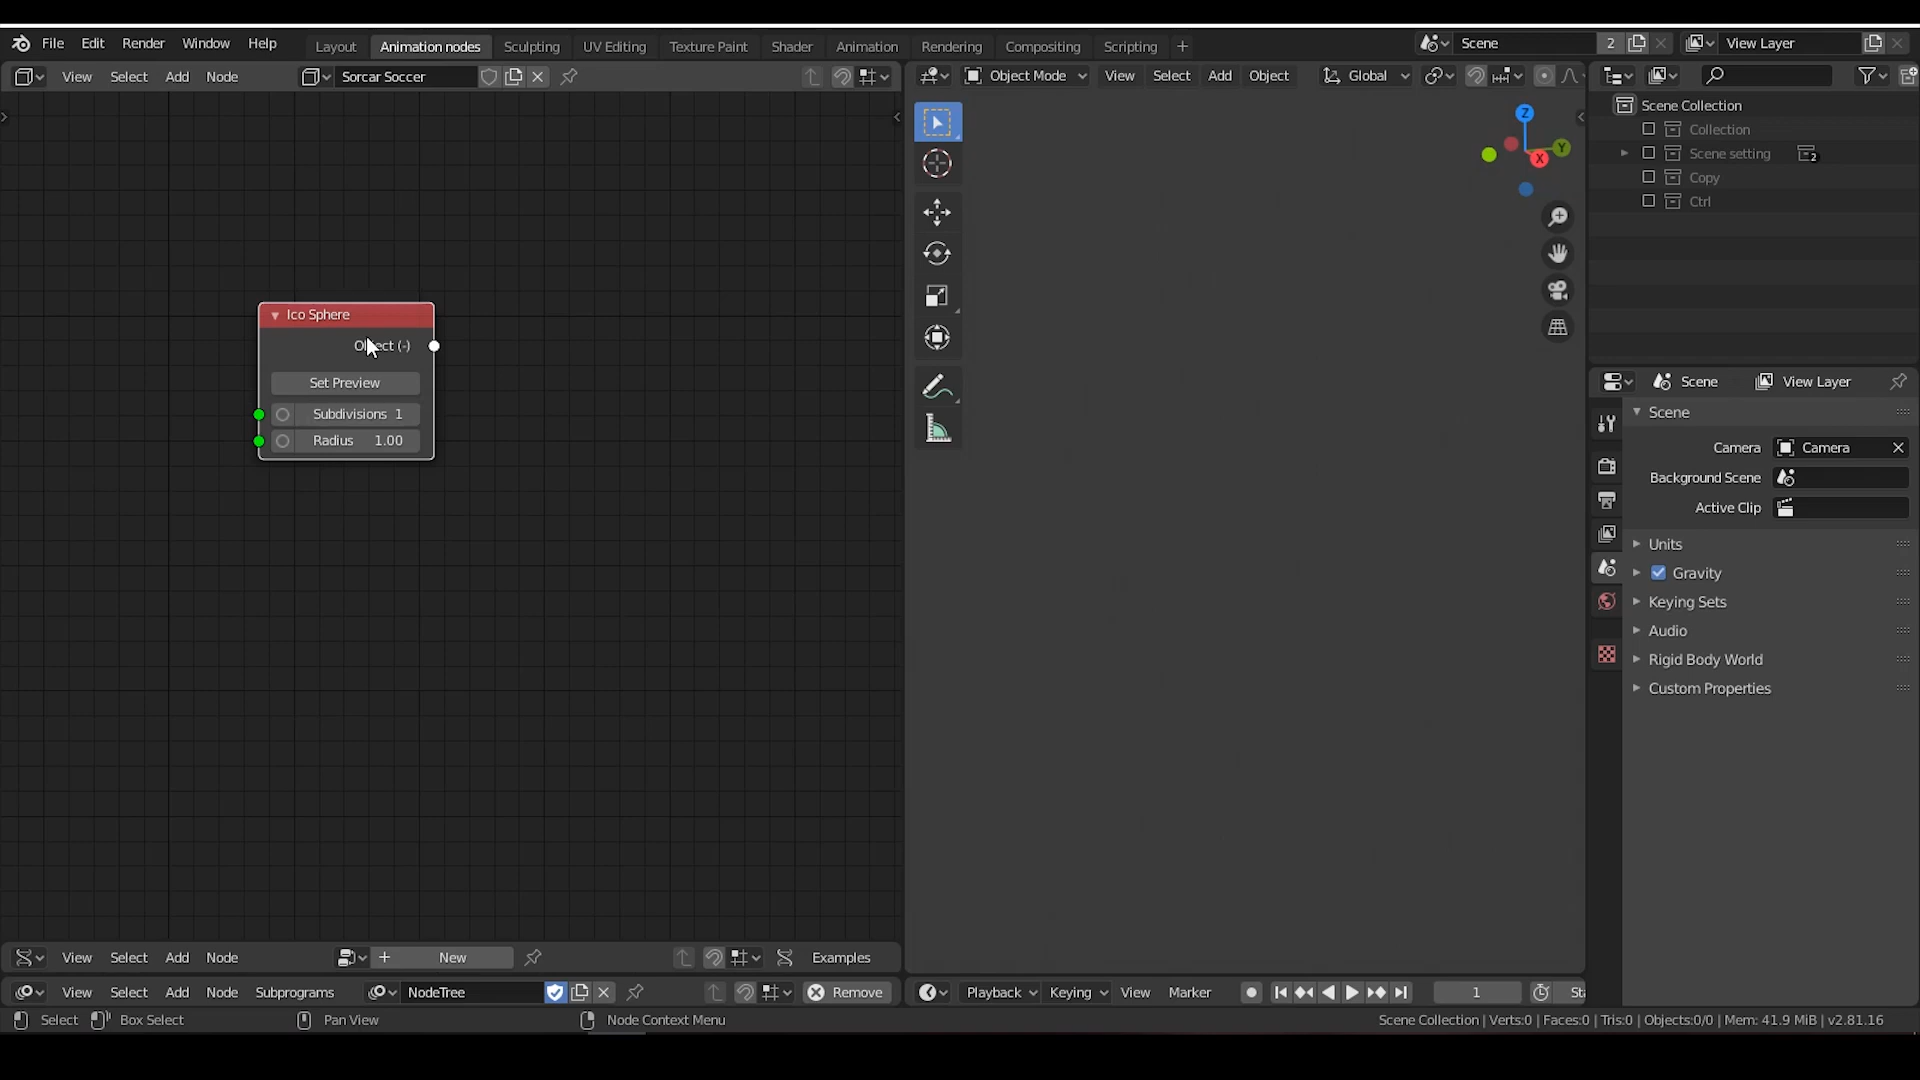 File Edit Render Window Help Layout Animation nodes Sculpting UV Editing Texture Paint Shader Animation Rendering Compositing Scripting + Scene 2 View Layer
View Select Add Node Sorcar Soccer Object Mode View Select Add Object Global
Scene Collection
Collection
Z
Scene setting 2
Y
X
Copy
Ctrl
Ico Sphere
Object (-)
Set Preview
Subdivisions 1
Radius 1.00
Scene View Layer
Scene
Camera Camera
Background Scene
Active Clip
Units
Gravity
Keying Sets
Audio
Rigid Body World
Custom Properties
View Select Add Node + New Examples
View Select Add Node Subprograms NodeTree Remove Playback Keying View Marker 1 Sta
Select Box Select Pan View Node Context Menu Scene Collection | Verts:0 | Faces:0 | Tris:0 | Objects:0/0 | Mem: 41.9 MiB | v2.81.16